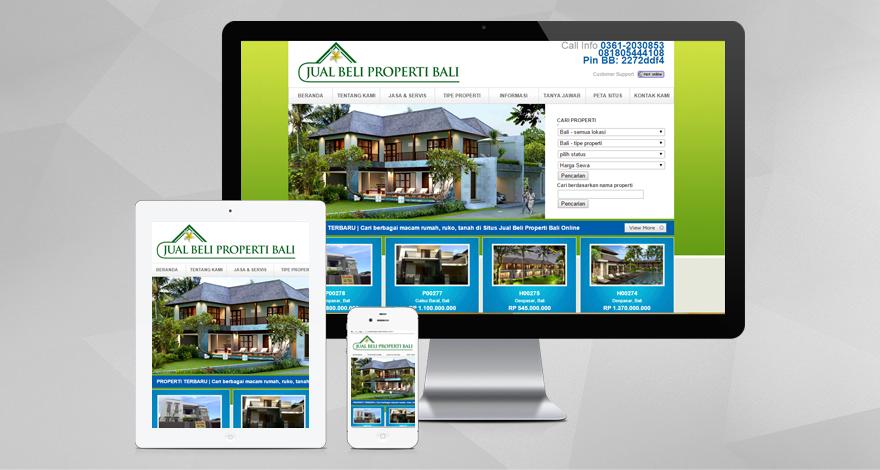 JUAL BELI PROPERTI BALI
Call Info 0361-2030853
081805444108
Pin BB: 2272ddf4
Customer Support
BERANDA TENTANG KAMI JASA & SERVIS TIPE PROPERTI INFORMASI TANYA JAWAB PETA SITUS KONTAK KAMI
CARI PROPERTI
Bali - semua lokasi
Bali - tipe properti
pilih status
Harga Sewa
Pencarian
Cari berdasarkan nama properti
Pencarian
TERBARU | Cari berbagai macam rumah, ruko, tanah di Situs Jual Beli Properti Bali Online
View More
P00278 P00277 H00275 H00274
Denpasar, Bali Gatsu Barat, Bali Denpasar, Bali Denpasar, Bali
800.000.000 RP 1.100.000.000 RP 545.000.000 RP 1.370.000.000
JUAL BELI PROPERTI BALI
BERANDA TENTANG KAMI JASA & SERVIS TIPE PROPER
PROPERTI TERBARU | Cari berbagai macam rumah, ruko, tanah
JUAL BELI PROPERTI BALI